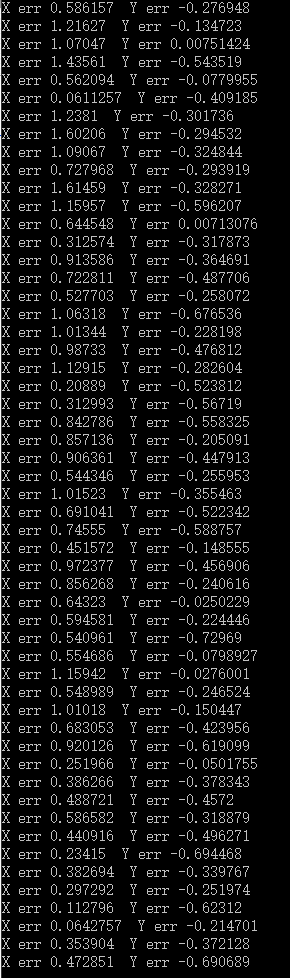 X err 0.586157  Y err -0.276948
X err 1.21627  Y err -0.134723
X err 1.07047  Y err 0.00751424
X err 1.43561  Y err -0.543519
X err 0.562094  Y err -0.0779955
X err 0.0611257  Y err -0.409185
X err 1.2381  Y err -0.301736
X err 1.60206  Y err -0.294532
X err 1.09067  Y err -0.324844
X err 0.727968  Y err -0.293919
X err 1.61459  Y err -0.328271
X err 1.15957  Y err -0.596207
X err 0.644548  Y err 0.00713076
X err 0.312574  Y err -0.317873
X err 0.913586  Y err -0.364691
X err 0.722811  Y err -0.487706
X err 0.527703  Y err -0.258072
X err 1.06318  Y err -0.676536
X err 1.01344  Y err -0.228198
X err 0.98733  Y err -0.476812
X err 1.12915  Y err -0.282604
X err 0.20889  Y err -0.523812
X err 0.312993  Y err -0.56719
X err 0.842786  Y err -0.558325
X err 0.857136  Y err -0.205091
X err 0.906361  Y err -0.447913
X err 0.544346  Y err -0.255953
X err 1.01523  Y err -0.355463
X err 0.691041  Y err -0.522342
X err 0.74555  Y err -0.588757
X err 0.451572  Y err -0.148555
X err 0.972377  Y err -0.456906
X err 0.856268  Y err -0.240616
X err 0.64323  Y err -0.0250229
X err 0.594581  Y err -0.224446
X err 0.540961  Y err -0.72969
X err 0.554686  Y err -0.0798927
X err 1.15942  Y err -0.0276001
X err 0.548989  Y err -0.246524
X err 1.01018  Y err -0.150447
X err 0.683053  Y err -0.423956
X err 0.920126  Y err -0.619099
X err 0.251966  Y err -0.0501755
X err 0.386266  Y err -0.378343
X err 0.488721  Y err -0.4572
X err 0.586582  Y err -0.318879
X err 0.440916  Y err -0.496271
X err 0.23415  Y err -0.694468
X err 0.382694  Y err -0.339767
X err 0.297292  Y err -0.251974
X err 0.112796  Y err -0.62312
X err 0.0642757  Y err -0.214701
X err 0.353904  Y err -0.372128
X err 0.472851  Y err -0.690689